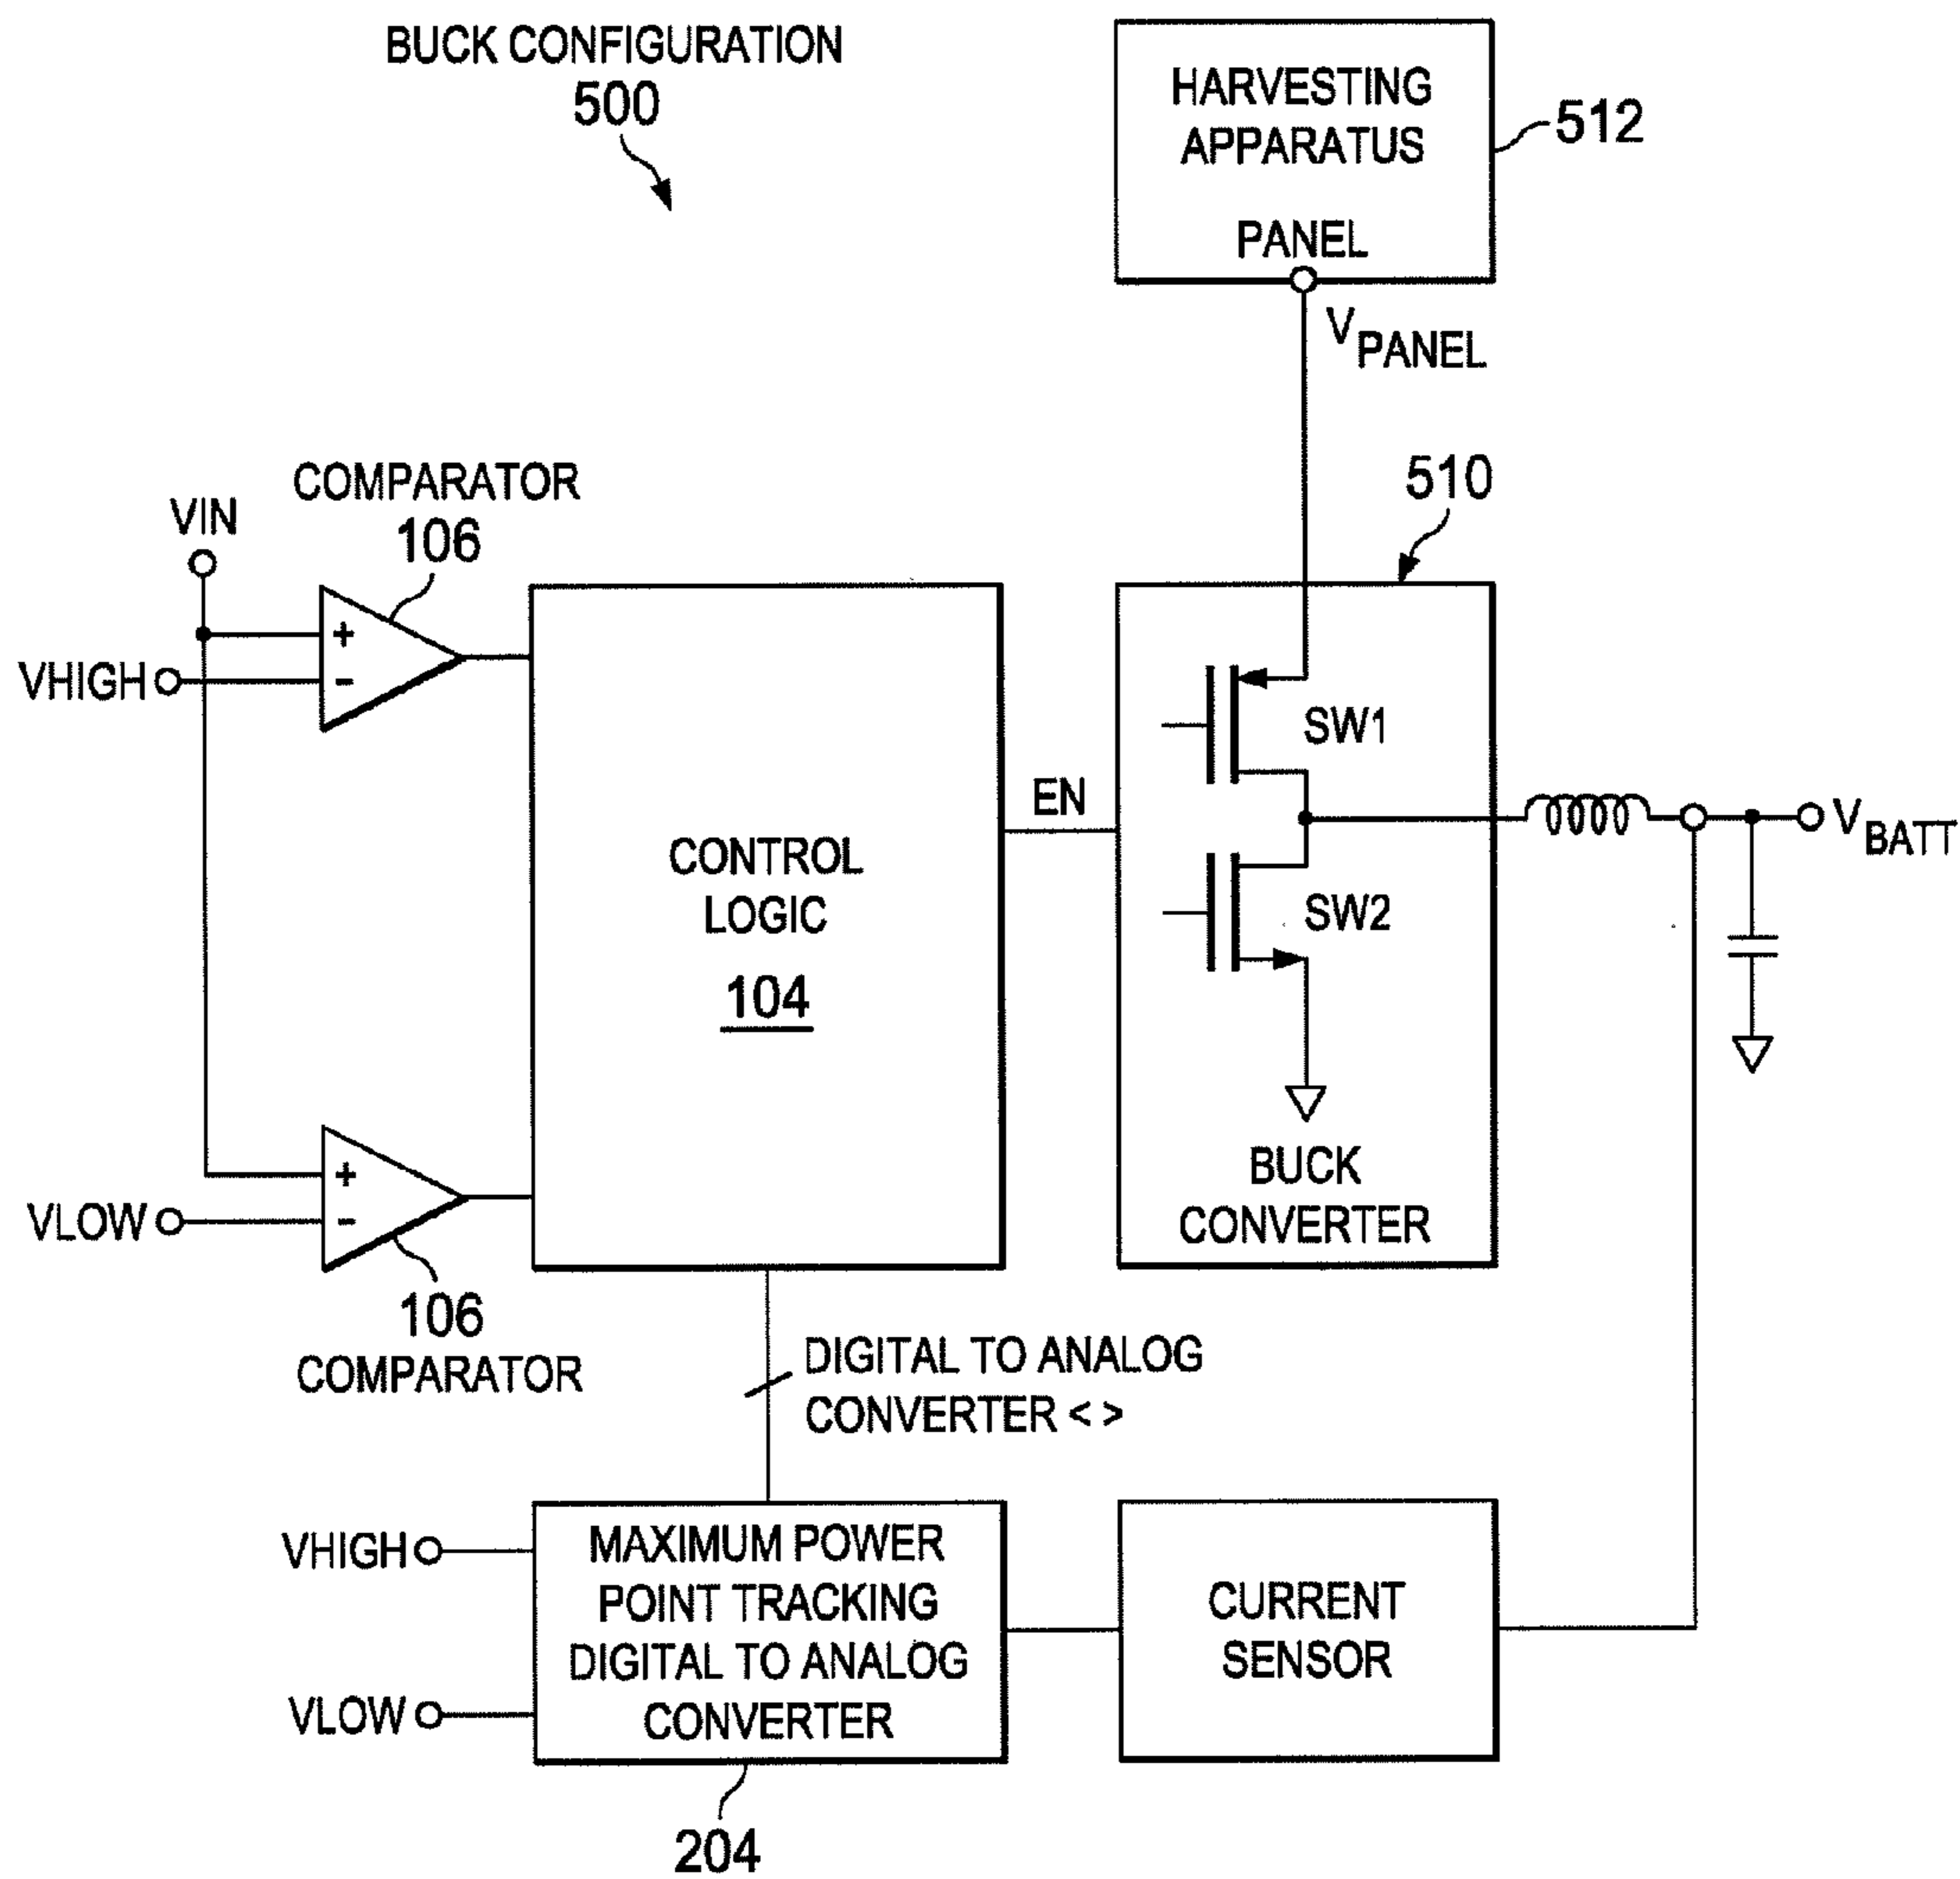 BUCK CONFIGURATION
500
HARVESTING
APPARATUS
512
PANEL
VPANEL
COMPARATOR
106
VIN
510
+
VHIGH
-
SW1
EN
VBATT
CONTROL
LOGIC
104
SW2
+
VLOW
-
BUCK
CONVERTER
106
COMPARATOR
DIGITAL TO ANALOG
CONVERTER < >
VHIGH
MAXIMUM POWER
POINT TRACKING
DIGITAL TO ANALOG
CONVERTER
VLOW
CURRENT
SENSOR
204